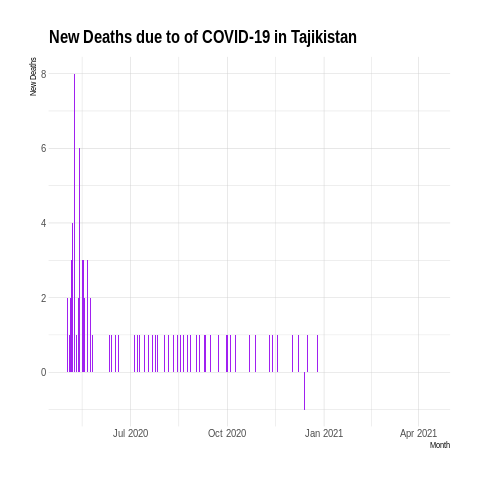 New Deaths due to of COVID-19 in Tajikistan
New Deaths
8
6
4
2
0
Jul 2020 Oct 2020 Jan 2021 Apr 2021
Month